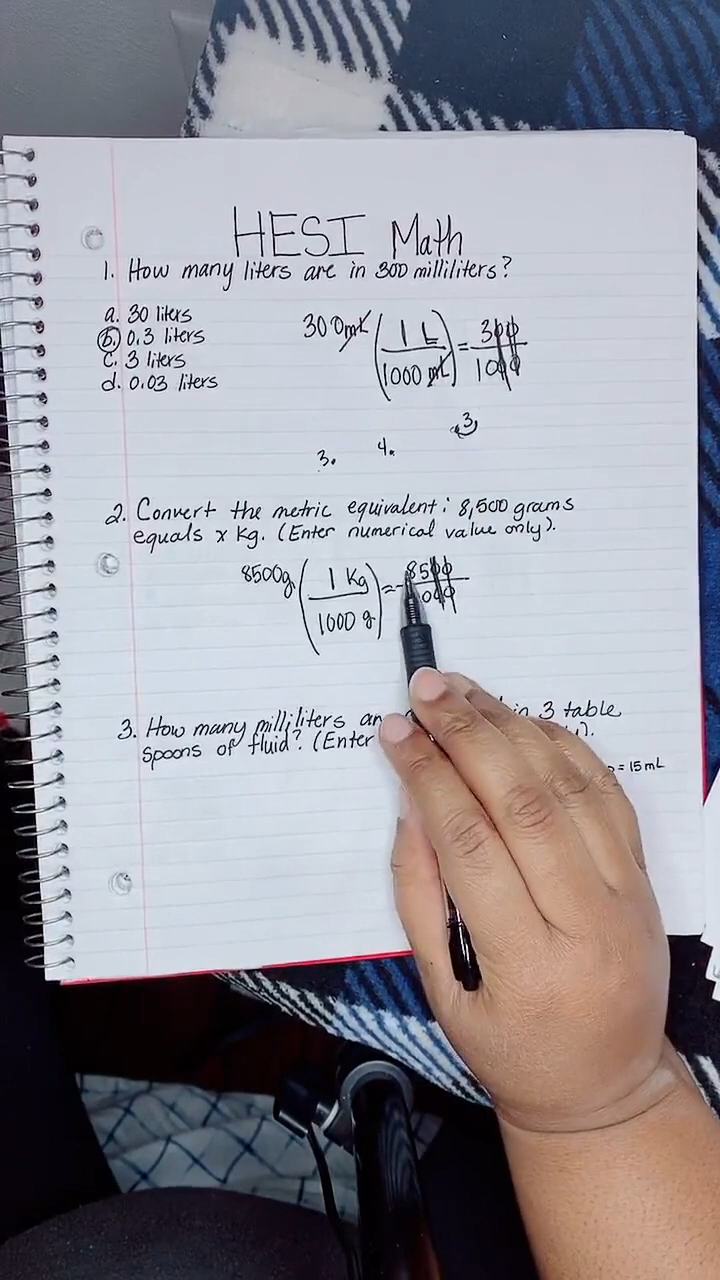 HESI Math
1. How many liters are in 300 milliliters?
a. 30 liters
b. 0.3 liters
c. 3 liters
d. 0.03 liters
300mL (1 L / 1000 mL) = 300 / 1000
.3
3. 4.
2. Convert the metric equivalent: 8,500 grams
equals x kg. (Enter numerical value only).
8500g (1 Kg / 1000 g) = 8500 / 1000
3. How many milliliters in 3 table
spoons of fluid? (Enter
= 15 mL